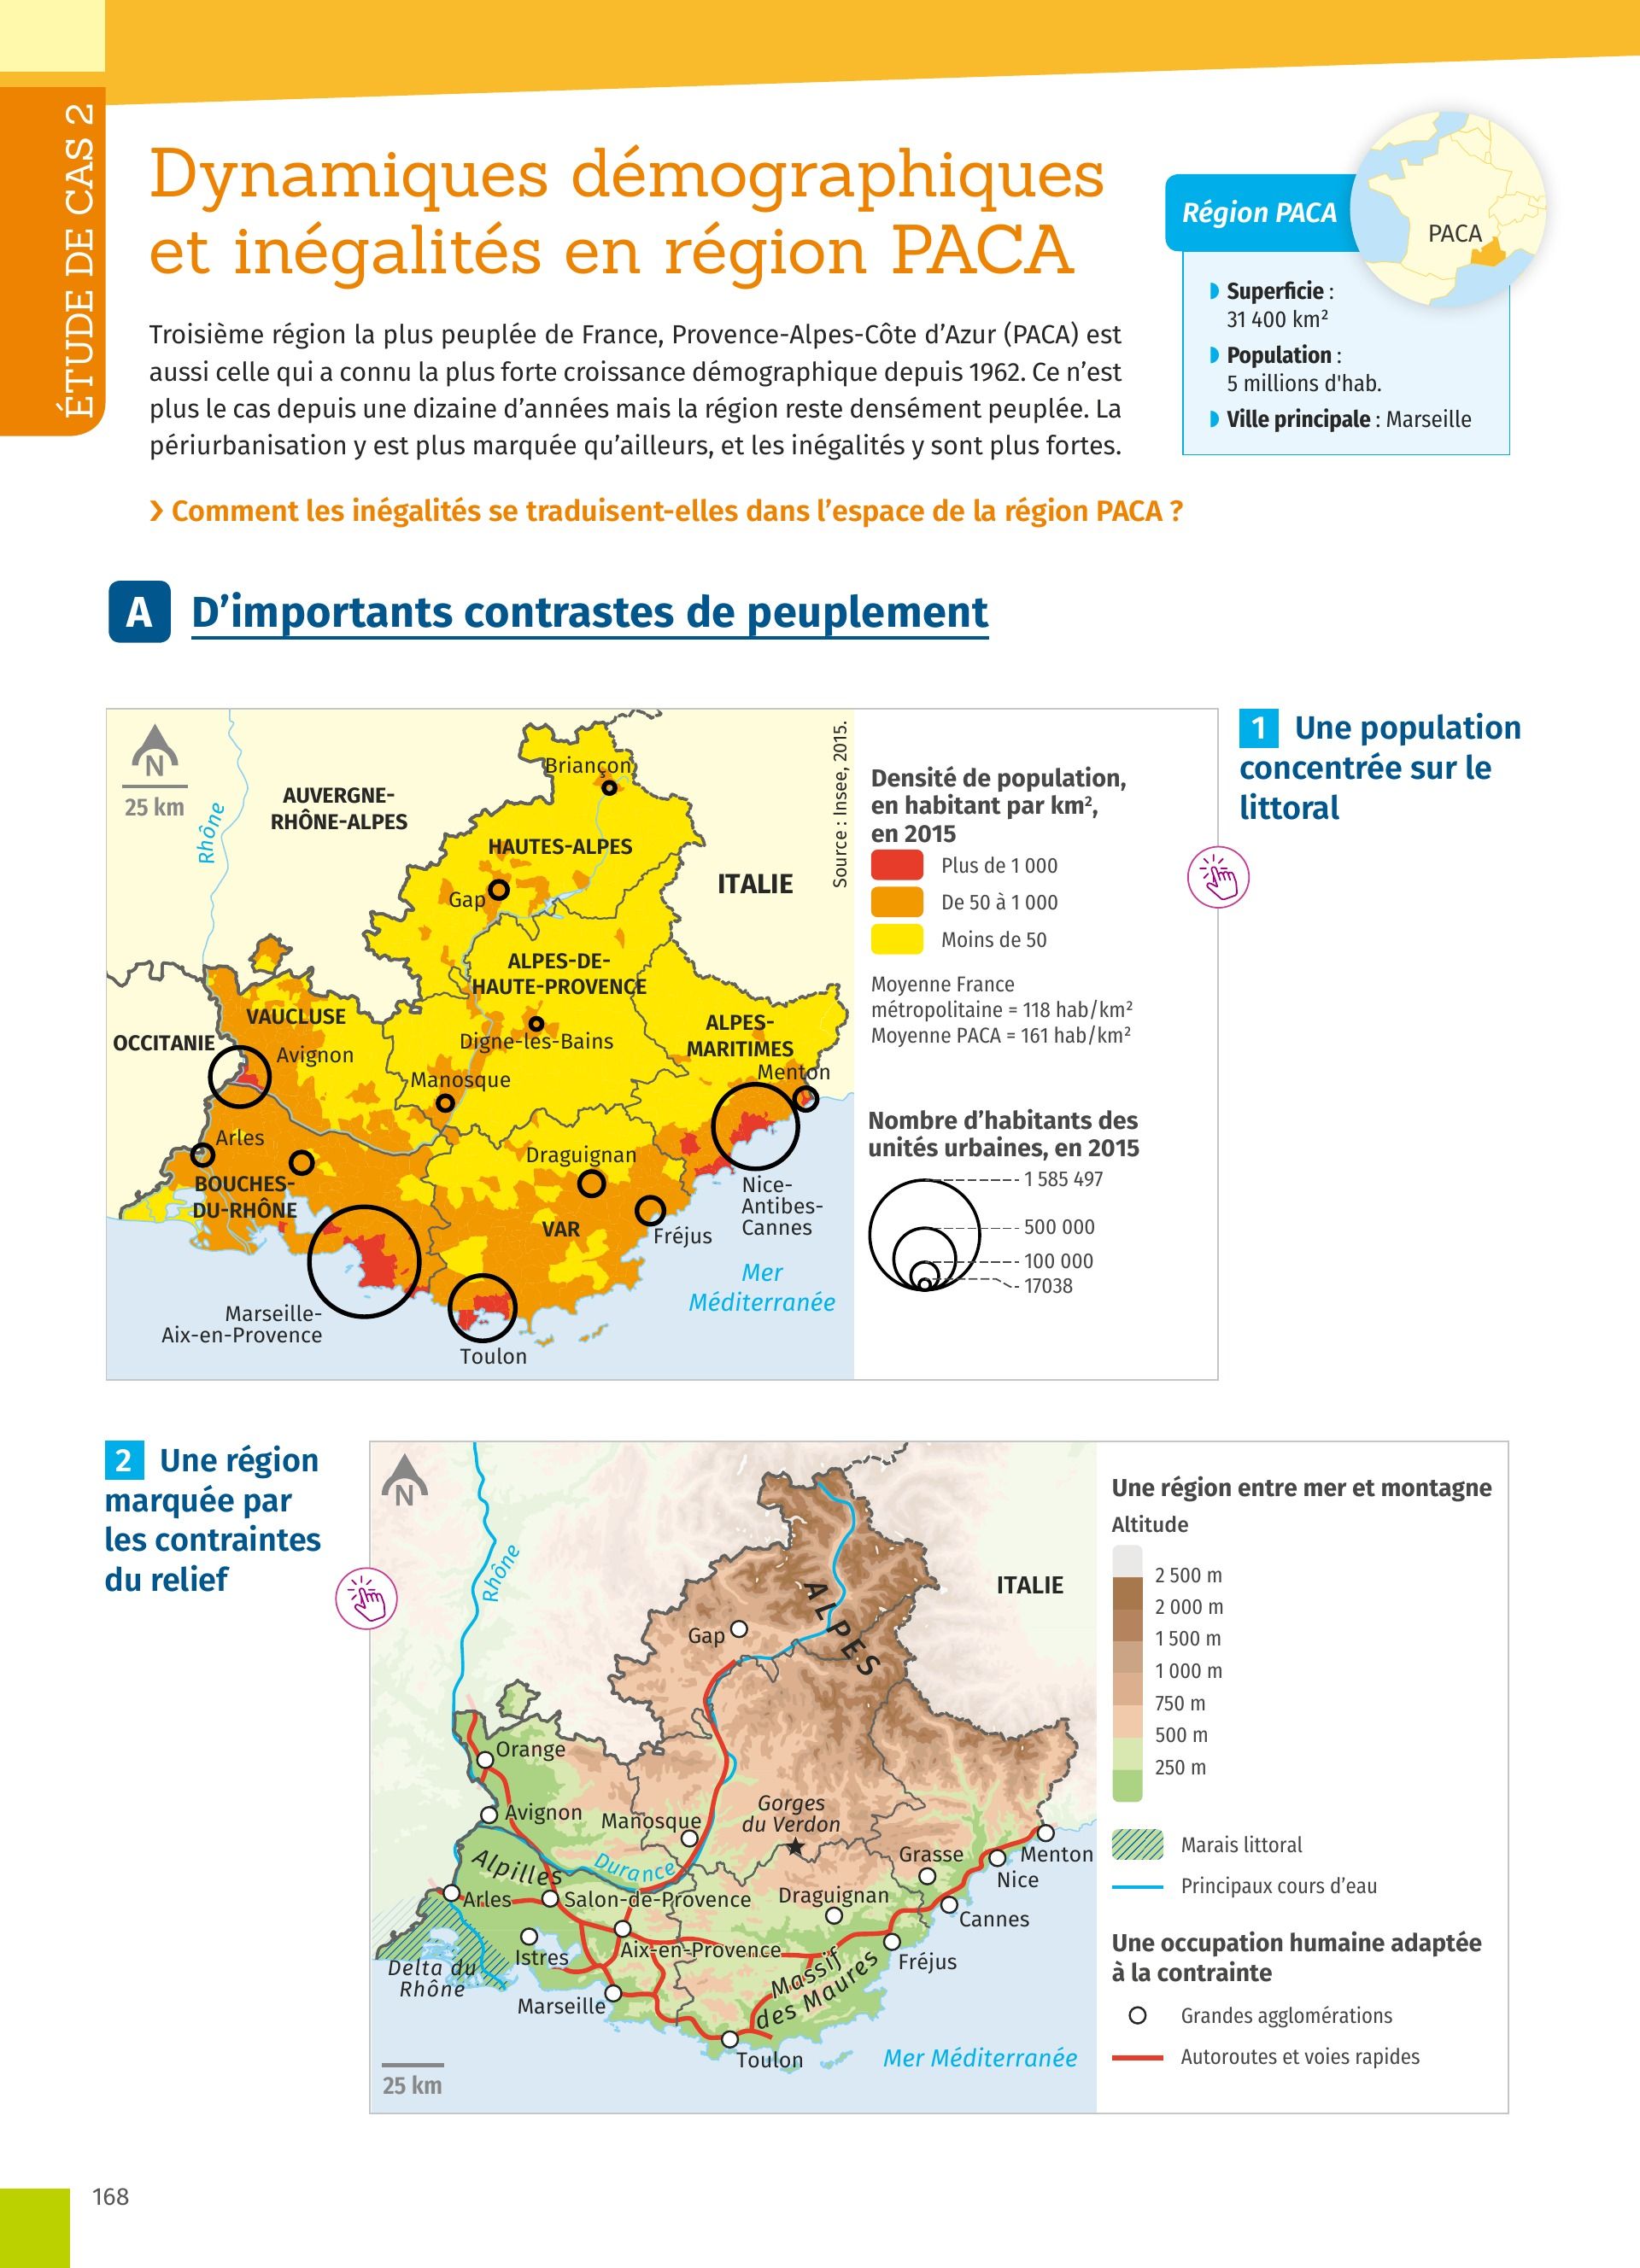 ÉTUDE DE CAS 2
Dynamiques démographiques
et inégalités en région PACA
Troisième région la plus peuplée de France, Provence-Alpes-Côte d’Azur (PACA) est
aussi celle qui a connu la plus forte croissance démographique depuis 1962. Ce n’est
plus le cas depuis une dizaine d’années mais la région reste densément peuplée. La
périurbanisation y est plus marquée qu’ailleurs, et les inégalités y sont plus fortes.
› Comment les inégalités se traduisent-elles dans l’espace de la région PACA ?
Région PACA
PACA
Superficie :
31 400 km²
Population :
5 millions d'hab.
Ville principale : Marseille
A D’importants contrastes de peuplement
1 Une population
concentrée sur le
littoral
N
25 km
Rhône
AUVERGNE-
RHÔNE-ALPES
Briançon
HAUTES-ALPES
Gap
ITALIE
Source : Insee, 2015.
ALPES-DE-
HAUTE-PROVENCE
VAUCLUSE
OCCITANIE
Avignon
Digne-les-Bains
ALPES-
MARITIMES
Manosque
Menton
Arles
Draguignan
BOUCHES-
DU-RHÔNE
VAR
Fréjus
Nice-
Antibes-
Cannes
Mer
Méditerranée
Marseille-
Aix-en-Provence
Toulon
Densité de population,
en habitant par km²,
en 2015
Plus de 1 000
De 50 à 1 000
Moins de 50
Moyenne France
métropolitaine = 118 hab/km²
Moyenne PACA = 161 hab/km²
Nombre d’habitants des
unités urbaines, en 2015
1 585 497
500 000
100 000
17038
2 Une région
marquée par
les contraintes
du relief
N
Rhône
ITALIE
ALPES
Gap
Orange
Avignon
Manosque
Gorges
du Verdon
Alpilles
Durance
Grasse
Menton
Nice
Arles
Salon-de-Provence
Draguignan
Cannes
Istres
Aix-en-Provence
Delta du
Rhône
Massif
des Maures
Fréjus
Marseille
Toulon
Mer Méditerranée
25 km
Une région entre mer et montagne
Altitude
2 500 m
2 000 m
1 500 m
1 000 m
750 m
500 m
250 m
Marais littoral
Principaux cours d’eau
Une occupation humaine adaptée
à la contrainte
Grandes agglomérations
Autoroutes et voies rapides
168